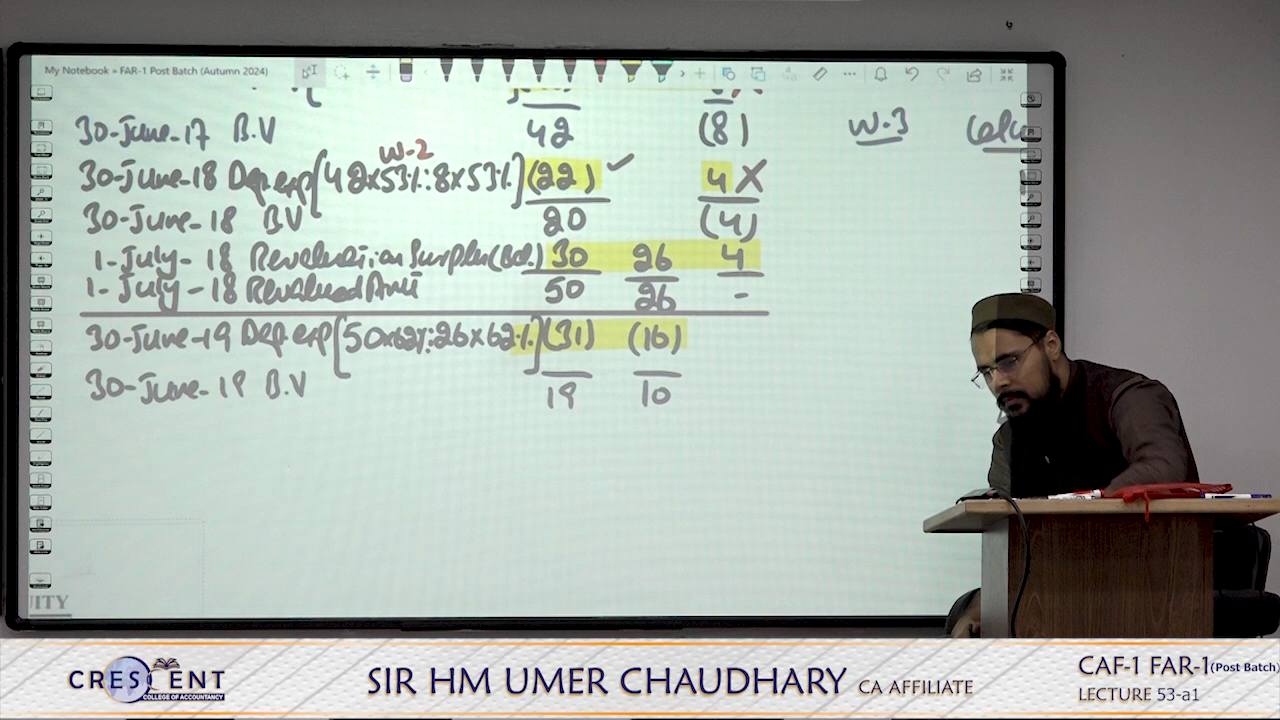 My Notebook » FAR-1 Post Batch (Autumn 2024)
30-June-17 B.V 42 (8) W.3
W-2
30-June-18 Dep exp[42x53%:8x53%] (22) ✓ 4 X
30-June-18 B.V 20 (4)
1-July-18 Revaluation Surplus (Bal.) 30 26 4
1-July-18 Revalued Amt 50 26 -
30-June-19 Dep exp[50x62%:26x62%] (31) (16)
30-June-19 B.V 19 10
CRESCENT
COLLEGE OF ACCOUNTANCY
SIR HM UMER CHAUDHARY CA AFFILIATE
CAF-1 FAR-1(Post Batch)
LECTURE 53-a1